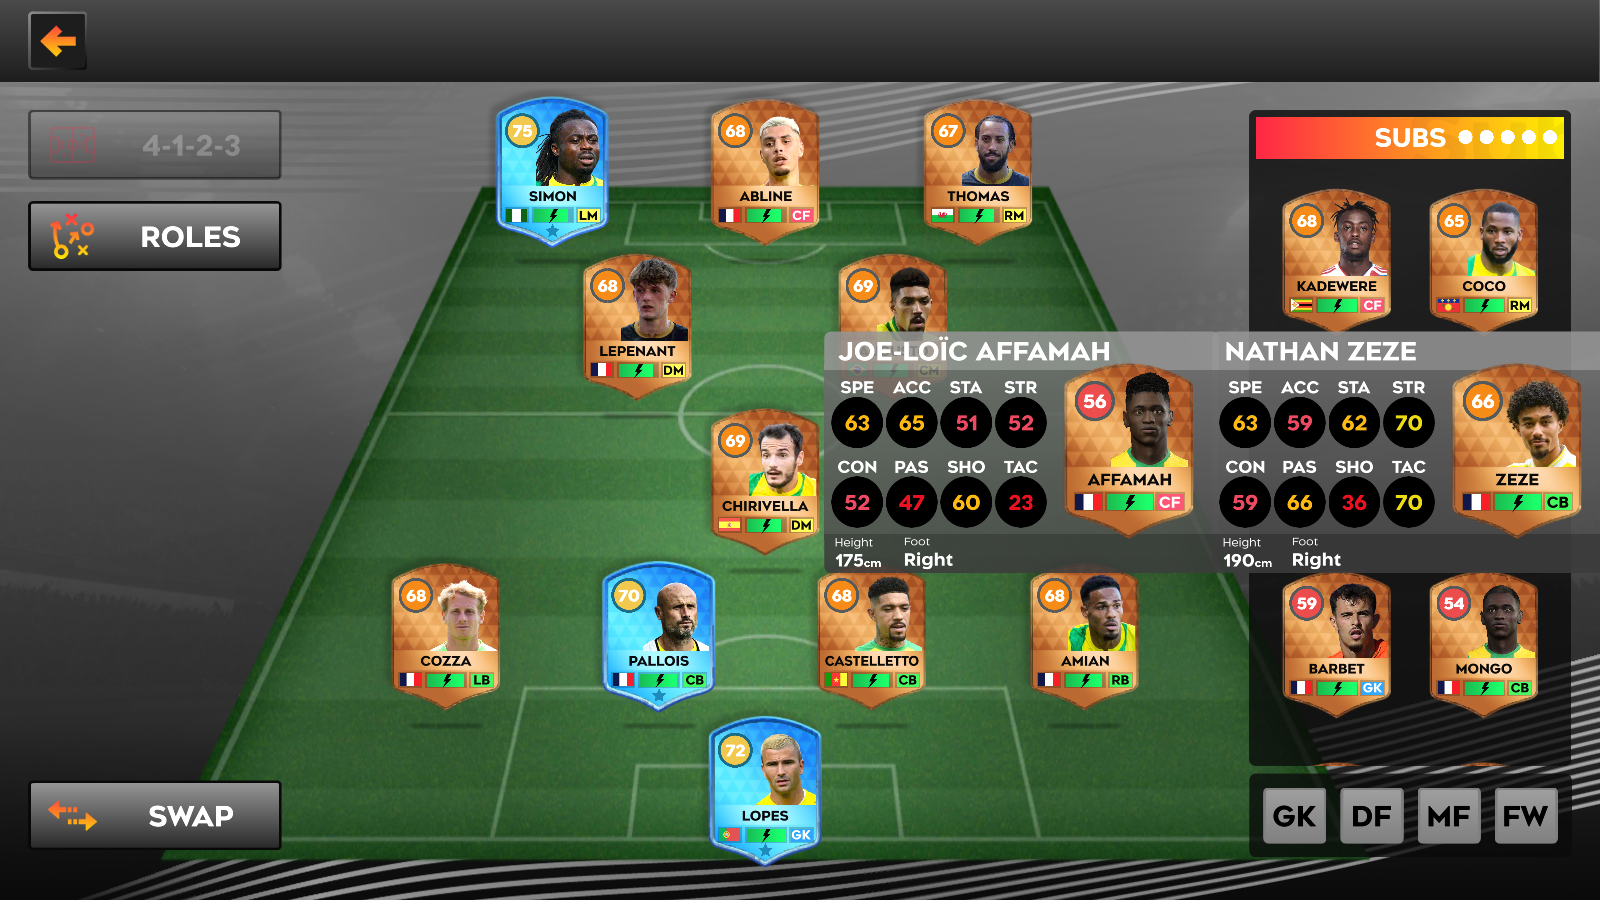 4-1-2-3
ROLES
SWAP
75
SIMON
LM
68
ABLINE
CF
67
THOMAS
RM
68
LEPENANT
DM
69
CM
69
CHIRIVELLA
DM
68
COZZA
LB
70
PALLOIS
CB
68
CASTELLETTO
CB
68
AMIAN
RB
72
LOPES
GK
JOE-LOÏC AFFAMAH
SPE ACC STA STR
63 65 51 52
CON PAS SHO TAC
52 47 60 23
Height Foot
175cm Right
56
AFFAMAH
CF
NATHAN ZEZE
SPE ACC STA STR
63 59 62 70
CON PAS SHO TAC
59 66 36 70
Height Foot
190cm Right
66
ZEZE
CB
SUBS
68
KADEWERE
CF
65
COCO
RM
59
BARBET
GK
54
MONGO
CB
GK DF MF FW